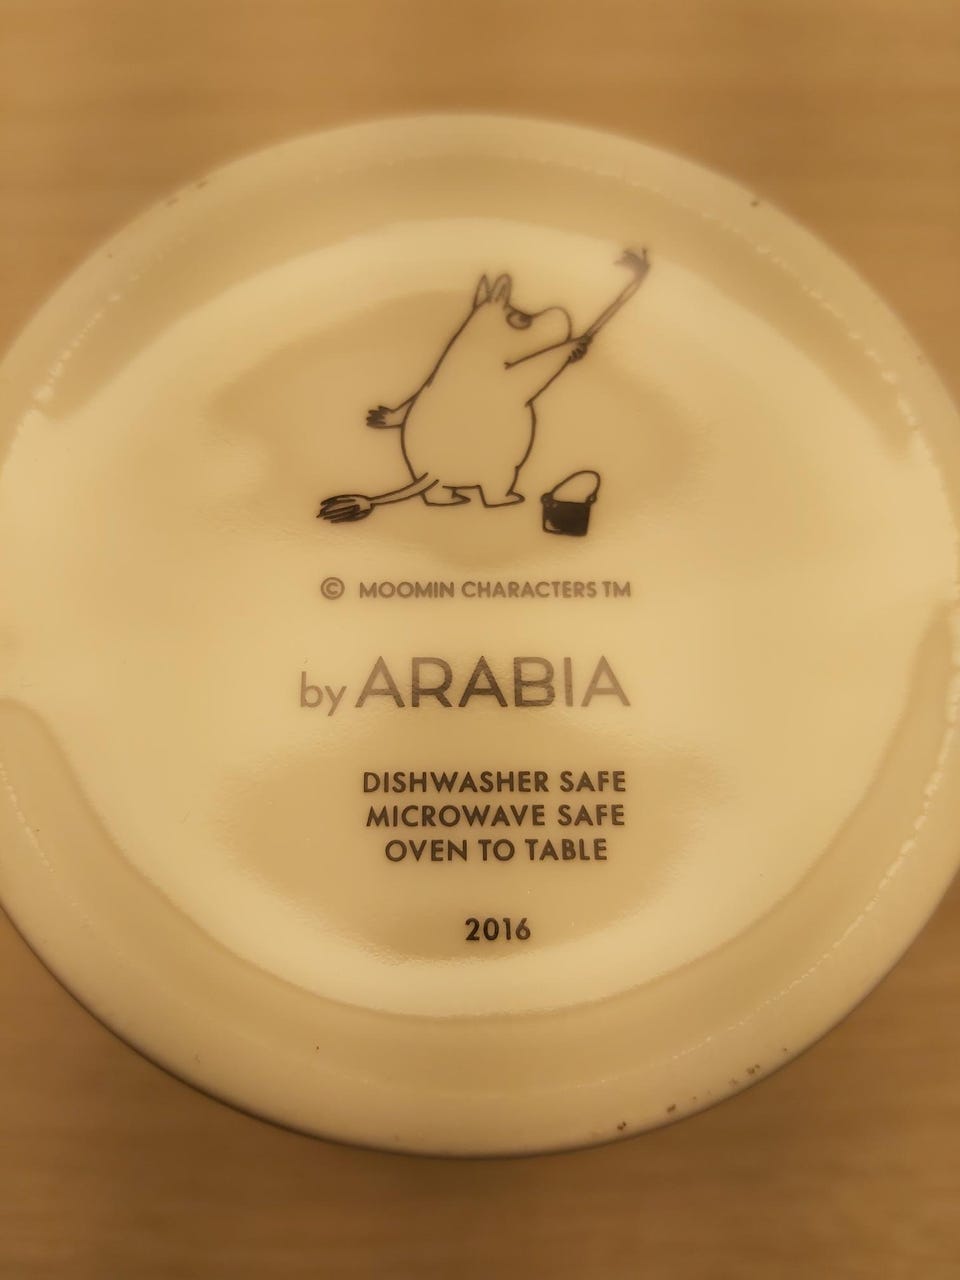 © MOOMIN CHARACTERS TM
by ARABIA
DISHWASHER SAFE
MICROWAVE SAFE
OVEN TO TABLE
2016